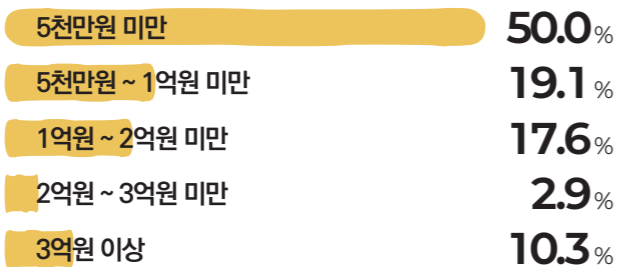 5천만원 미만 50.0%
5천만원 ~ 1억원 미만 19.1%
1억원 ~ 2억원 미만 17.6%
2억원 ~ 3억원 미만 2.9%
3억원 이상 10.3%